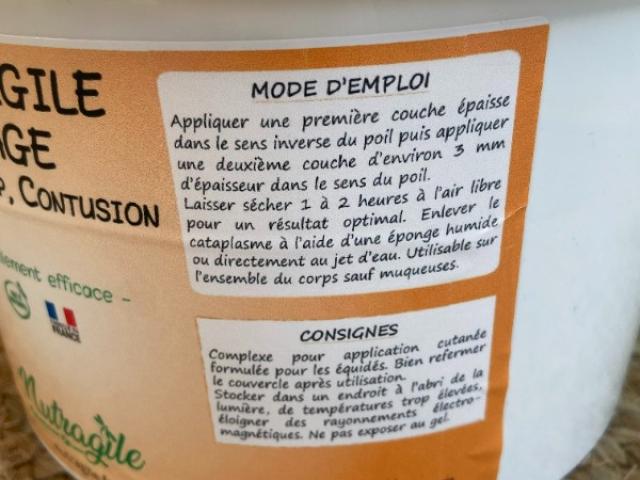 GILE
GE
, CONTUSION
efficace -
FRANCE
Nutragile
MODE D'EMPLOI
Appliquer une première couche épaisse
dans le sens inverse du poil puis appliquer
une deuxième couche d'environ 3 mm
d'épaisseur dans le sens du poil.
Laisser sécher 1 à 2 heures à l'air libre
pour un résultat optimal. Enlever le
cataplasme à l'aide d'une éponge humide
ou directement au jet d'eau. Utilisable sur
l'ensemble du corps sauf muqueuses.
CONSIGNES
Complexe pour application cutanée
formulée pour les équidés. Bien refermer
le couvercle après utilisation.
Stocker dans un endroit à l'abri de la
lumière, de températures trop élevées,
éloigner des rayonnements électro-
magnétiques. Ne pas exposer au gel.